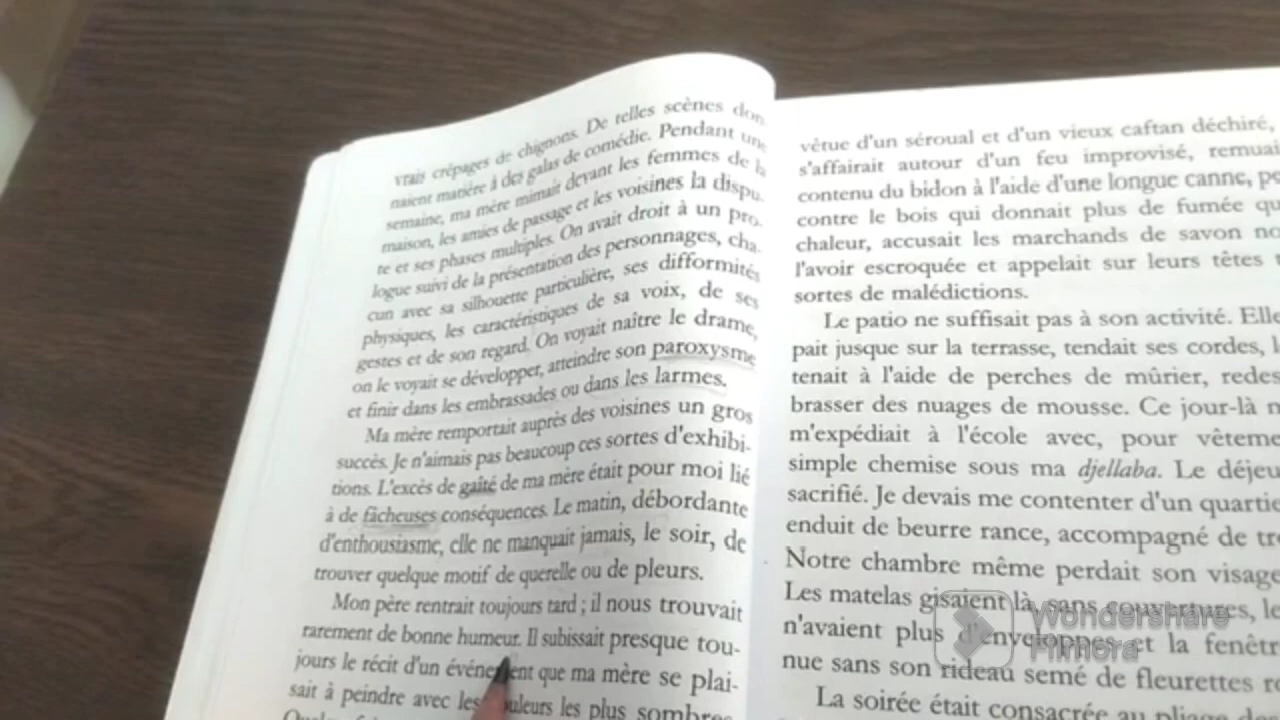 vrais crêpages de chignons. De telles scènes don
naient matière à des galas de comédie. Pendant une
semaine, ma mère mimait devant les femmes de la
maison, les amies de passage et les voisines la dispu-
te et ses phases multiples. On avait droit à un pro-
logue suivi de la présentation des personnages, cha-
cun avec sa silhouette particulière, ses difformités
physiques, les caractéristiques de sa voix, de ses
gestes et de son regard. On voyait naître le drame,
on le voyait se développer, atteindre son paroxysme
et finir dans les embrassades ou dans les larmes.
Ma mère remportait auprès des voisines un gros
succès. Je n'aimais pas beaucoup ces sortes d'exhibi-
tions. L'excès de gaîté de ma mère était pour moi lié
à de fâcheuses conséquences. Le matin, débordante
d'enthousiasme, elle ne manquait jamais, le soir, de
trouver quelque motif de querelle ou de pleurs.
Mon père rentrait toujours tard ; il nous trouvait
rarement de bonne humeur. Il subissait presque tou-
jours le récit d'un événement que ma mère se plai-
sait à peindre avec les couleurs les plus sombres
vêtue d'un séroual et d'un vieux caftan déchiré,
s'affairait autour d'un feu improvisé, remuai
contenu du bidon à l'aide d'une longue canne, pe
contre le bois qui donnait plus de fumée qu
chaleur, accusait les marchands de savon no
l'avoir escroquée et appelait sur leurs têtes t
sortes de malédictions.
Le patio ne suffisait pas à son activité. Elle
pait jusque sur la terrasse, tendait ses cordes, l
tenait à l'aide de perches de mûrier, redes
brasser des nuages de mousse. Ce jour-là m
m'expédiait à l'école avec, pour vêteme
simple chemise sous ma djellaba. Le déjeu
sacrifié. Je devais me contenter d'un quartie
enduit de beurre rance, accompagné de tr
Notre chambre même perdait son visage
Les matelas gisaient là, sans couvertures, le
n'avaient plus d'enveloppes et la fenêtr
nue sans son rideau semé de fleurettes r
La soirée était consacrée au pliage de
Wondershare
Filmora